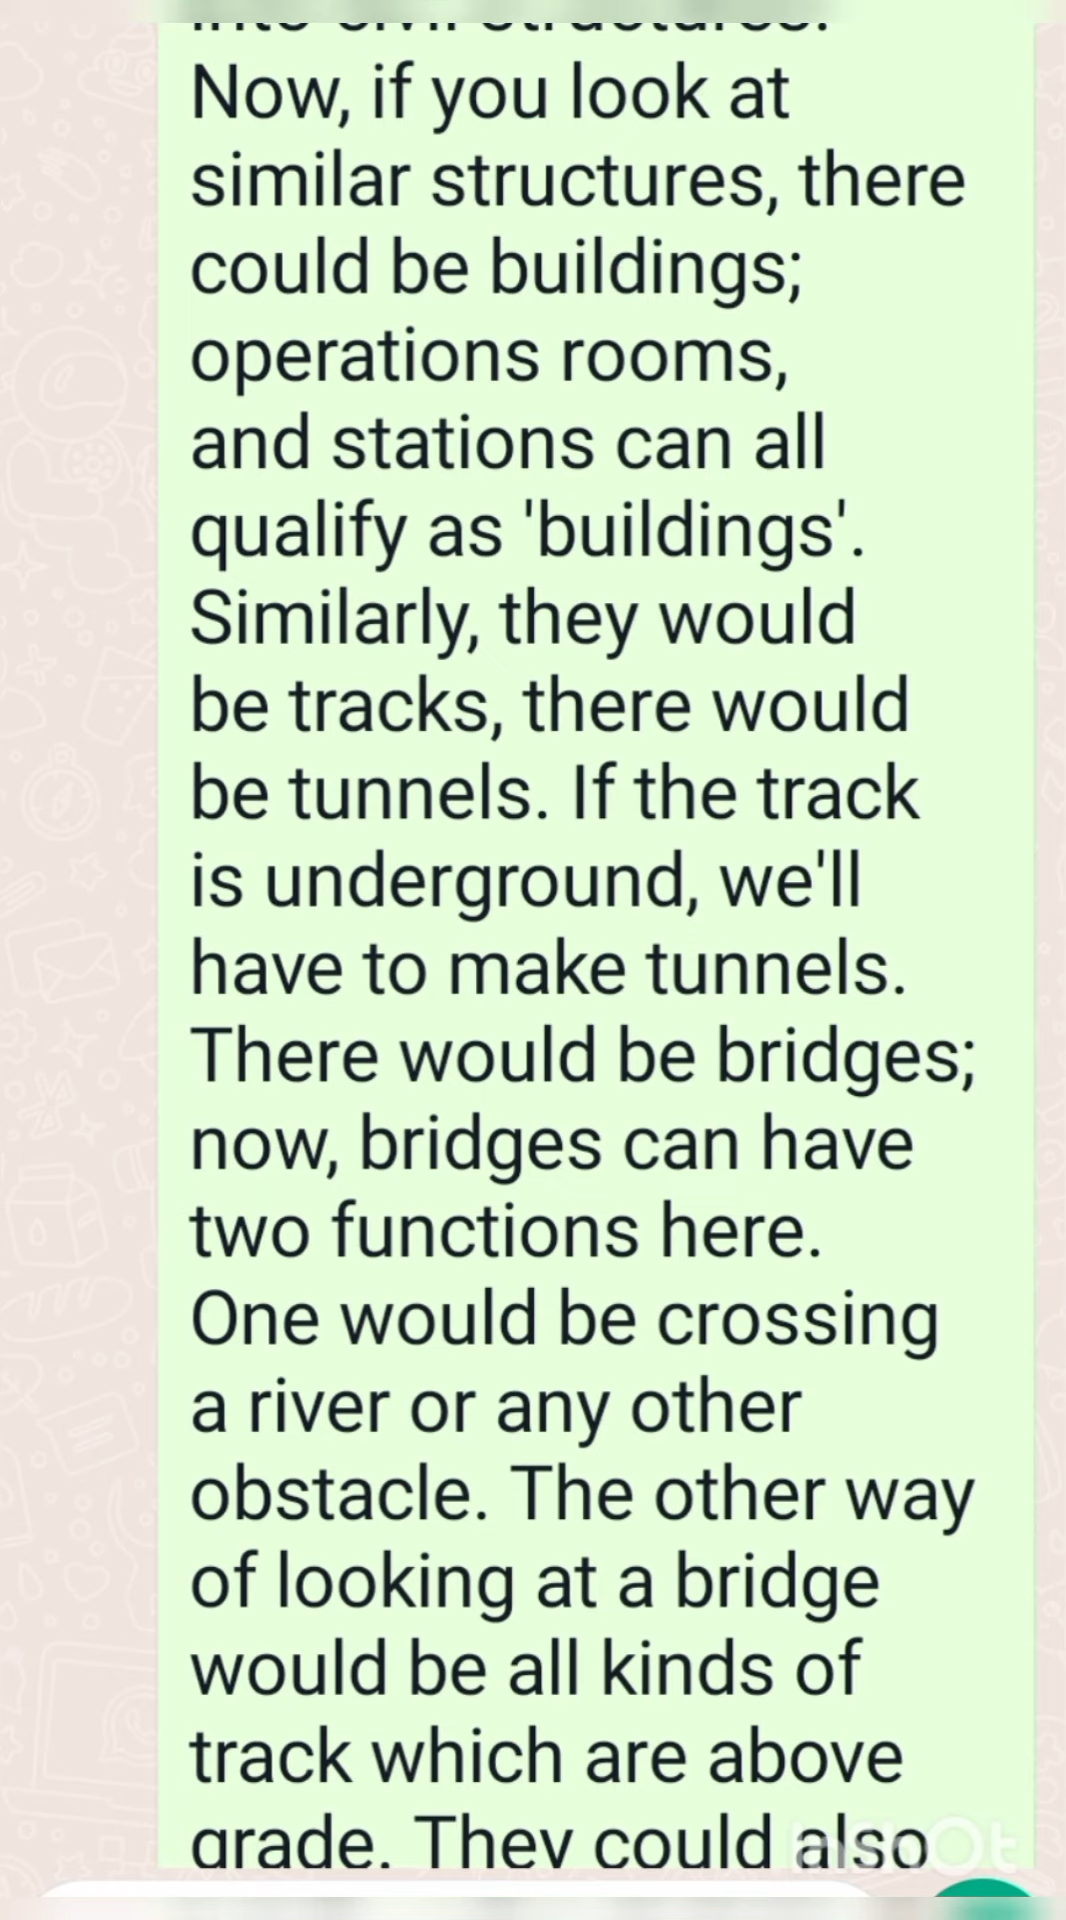 into civil structures.
Now, if you look at
similar structures, there
could be buildings;
operations rooms,
and stations can all
qualify as 'buildings'.
Similarly, they would
be tracks, there would
be tunnels. If the track
is underground, we'll
have to make tunnels.
There would be bridges;
now, bridges can have
two functions here.
One would be crossing
a river or any other
obstacle. The other way
of looking at a bridge
would be all kinds of
track which are above
grade. They could also
InShOt